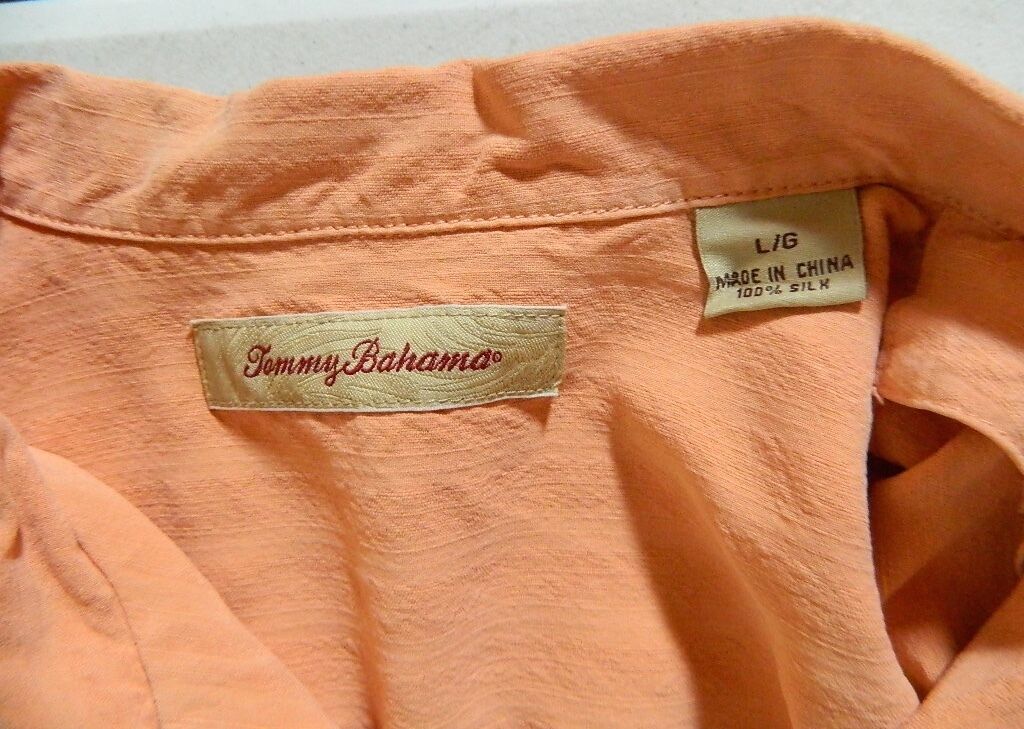 Tommy Bahama®
L/G
MADE IN CHINA
100% SILK